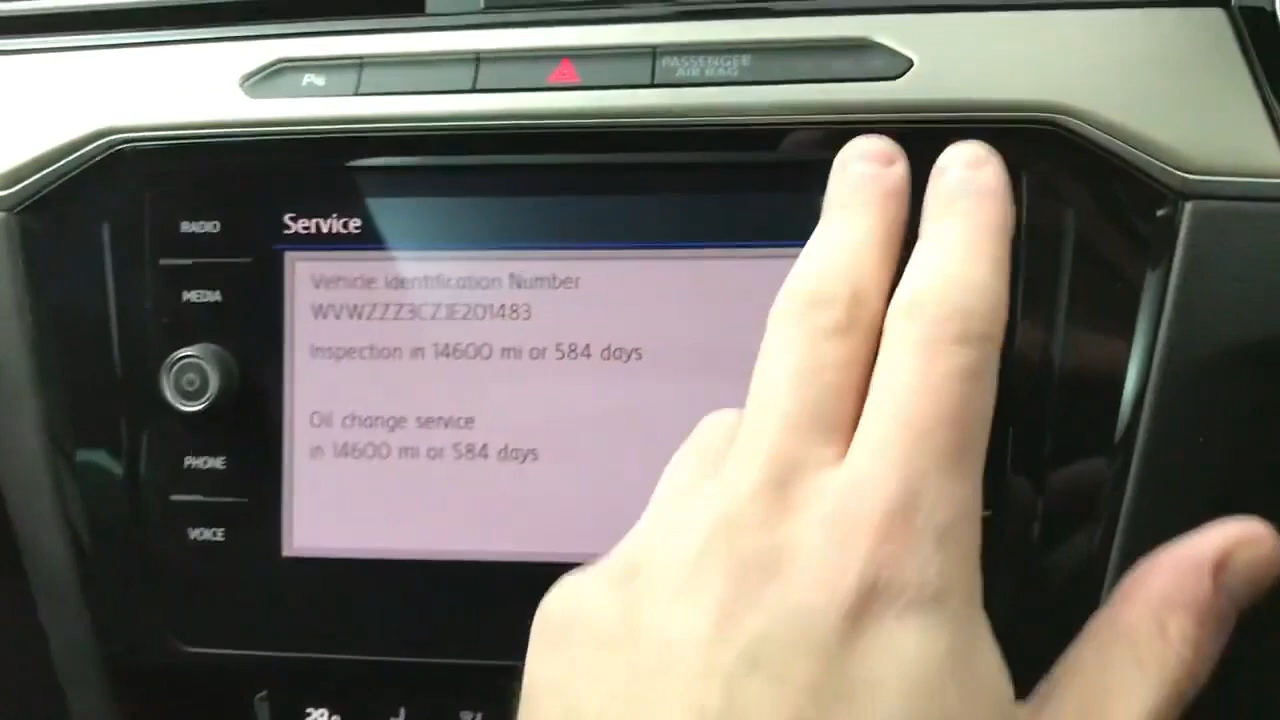 PASSENGER
AIR BAG
RADIO
Service
MEDIA
Vehicle Identification Number
WVWZZZ3CZJE201483
Inspection in 14600 mi or 584 days
Oil change service
in 14600 mi or 584 days
PHONE
VOICE